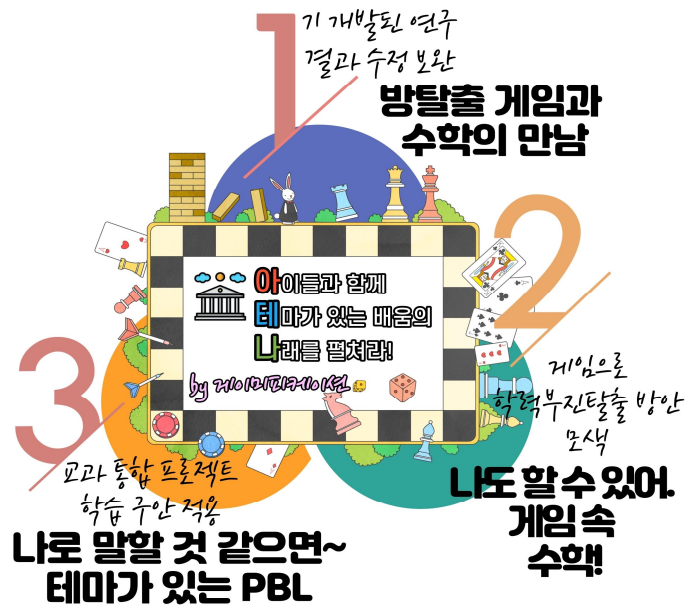 1
기 개발된 연구
결과 수정 보완
방탈출 게임과
수학의 만남
아이들과 함께
테마가 있는 배움의
나래를 펼쳐라!
by 게이미피케이션
2
게임으로
학력부진탈출 방안
모색
나도 할 수 있어.
게임 속
수학!
3
교과 통합 프로젝트
학습 구안 적용
나로 말할 것 같으면~
테마가 있는 PBL